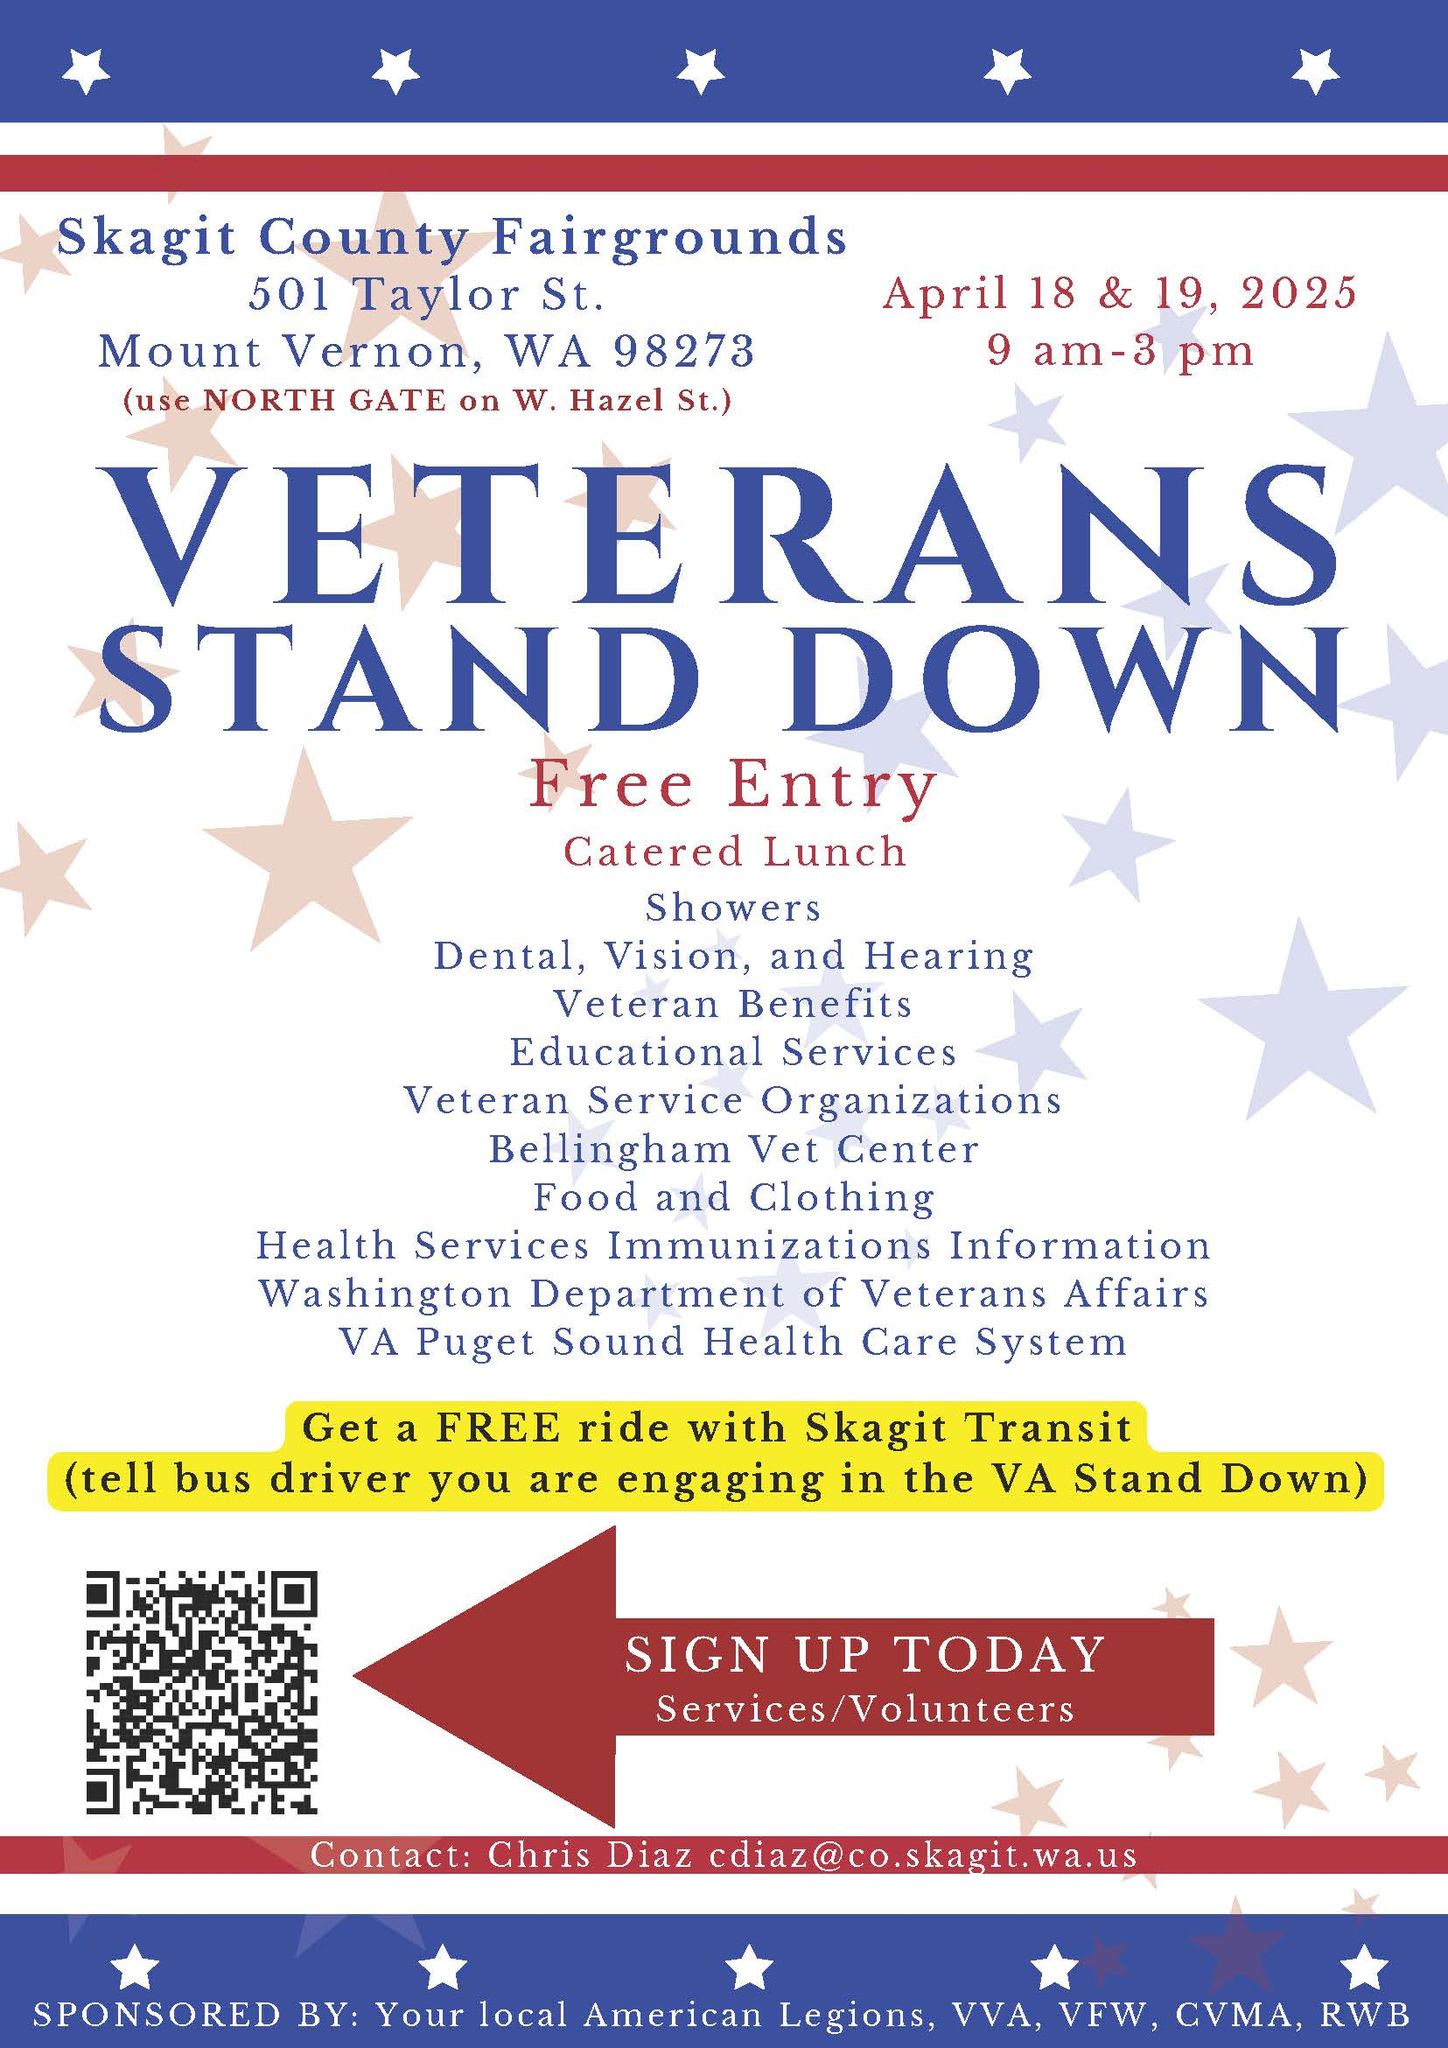 Skagit County Fairgrounds
501 Taylor St.
Mount Vernon, WA 98273
(use NORTH GATE on W. Hazel St.)
April 18 & 19, 2025
9 am-3 pm
VETERANS
STAND DOWN
Free Entry
Catered Lunch
Showers
Dental, Vision, and Hearing
Veteran Benefits
Educational Services
Veteran Service Organizations
Bellingham Vet Center
Food and Clothing
Health Services Immunizations Information
Washington Department of Veterans Affairs
VA Puget Sound Health Care System
Get a FREE ride with Skagit Transit
(tell bus driver you are engaging in the VA Stand Down)
SIGN UP TODAY
Services/Volunteers
Contact: Chris Diaz cdiaz@co.skagit.wa.us
SPONSORED BY: Your local American Legions, VVA, VFW, CVMA, RWB